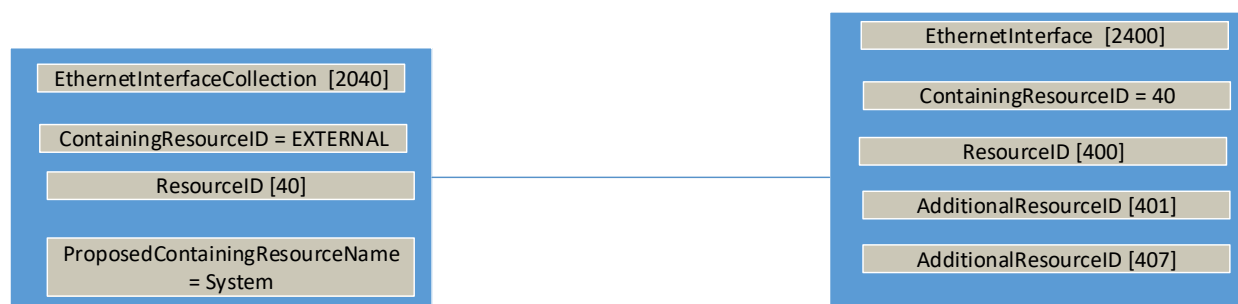 EthernetInterfaceCollection [2040]
ContainingResourceID = EXTERNAL
ResourceID [40]
ProposedContainingResourceName
= System
EthernetInterface [2400]
ContainingResourceID = 40
ResourceID [400]
AdditionalResourceID [401]
AdditionalResourceID [407]